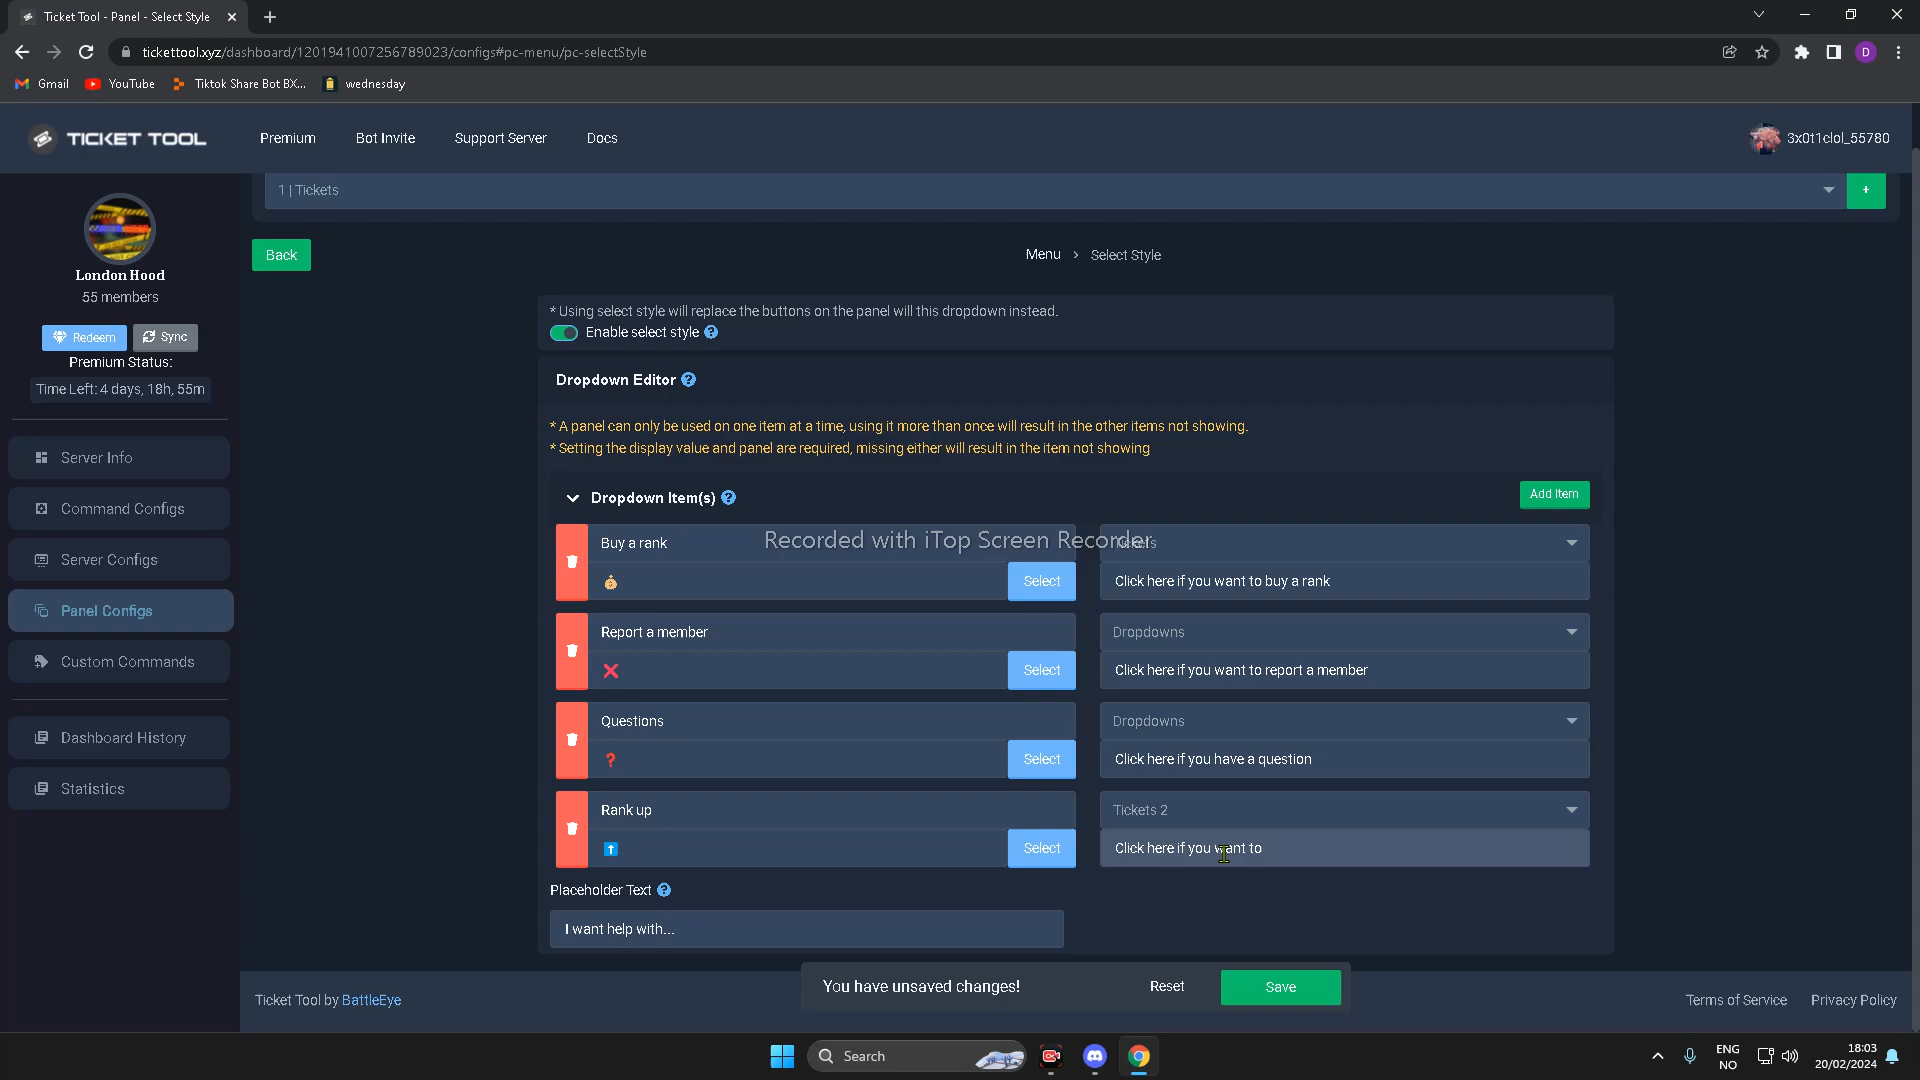 Ticket Tool - Panel - Select Style
tickettool.xyz/dashboard/1201941007256789023/configs#pc-menu/pc-selectStyle
D
Gmail
YouTube
Tiktok Share Bot BX...
wednesday
TICKET TOOL
Premium
Bot Invite
Support Server
Docs
3x0t1clol_55780
1 | Tickets
+
London Hood
55 members
Redeem
Sync
Premium Status:
Time Left: 4 days, 18h, 55m
Server Info
Command Configs
Server Configs
Panel Configs
Custom Commands
Dashboard History
Statistics
Back
Menu > Select Style
* Using select style will replace the buttons on the panel will this dropdown instead.
Enable select style ?
Dropdown Editor ?
* A panel can only be used on one item at a time, using it more than once will result in the other items not showing.
* Setting the display value and panel are required, missing either will result in the item not showing
Dropdown Item(s) ?
Add Item
Recorded with iTop Screen Recorder
Buy a rank
Tickets
Select
Click here if you want to buy a rank
Report a member
Dropdowns
Select
Click here if you want to report a member
Questions
Dropdowns
Select
Click here if you have a question
Rank up
Tickets 2
Select
Click here if you want to
Placeholder Text ?
I want help with...
You have unsaved changes!
Reset
Save
Ticket Tool by BattleEye
Terms of Service
Privacy Policy
Search
ENG
NO
18:03
20/02/2024